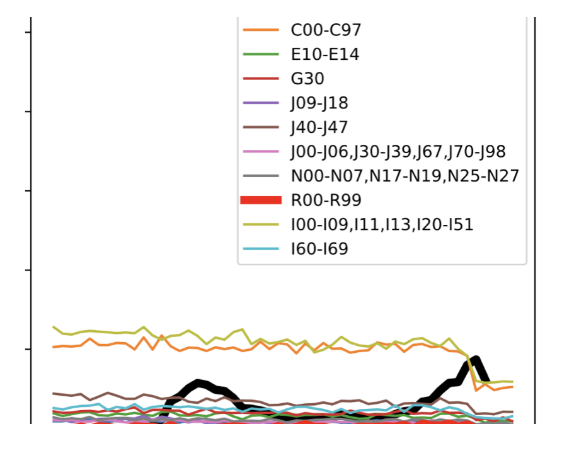 C00-C97
E10-E14
G30
J09-J18
J40-J47
J00-J06,J30-J39,J67,J70-J98
N00-N07,N17-N19,N25-N27
R00-R99
I00-I09,I11,I13,I20-I51
I60-I69